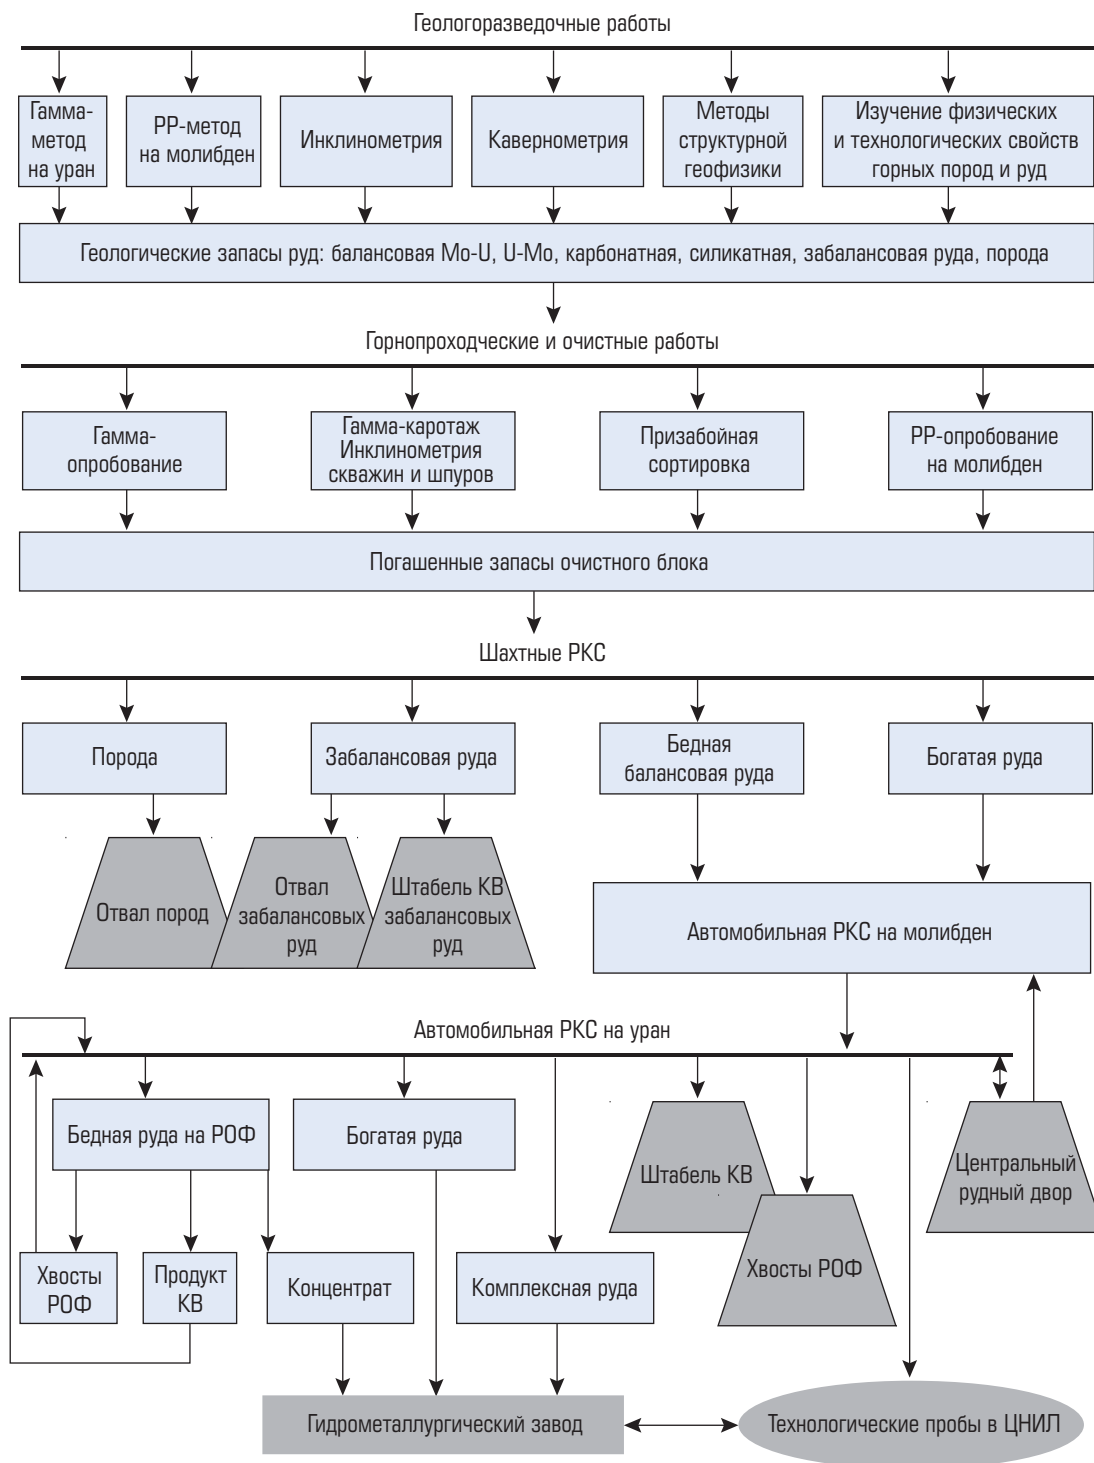 Геологоразведочные работы
Гамма-
метод
на уран
РР-метод
на молибден
Инклинометрия
Кавернометрия
Методы
структурной
геофизики
Изучение физических
и технологических свойств
горных пород и руд
Геологические запасы руд: балансовая Mo-U, U-Mo, карбонатная, силикатная, забалансовая руда, порода
Горнопроходческие и очистные работы
Гамма-
опробование
Гамма-каротаж
Инклинометрия
скважин и шпуров
Призабойная
сортировка
РР-опробование
на молибден
Погашенные запасы очистного блока
Шахтные РКС
Порода
Забалансовая руда
Бедная
балансовая руда
Богатая руда
Отвал пород
Отвал
забалансовых
руд
Штабель КВ
забалансовых
руд
Автомобильная РКС на молибден
Автомобильная РКС на уран
Бедная руда на РОФ
Богатая руда
Штабель КВ
Центральный
рудный двор
Хвосты
РОФ
Продукт
КВ
Концентрат
Комплексная руда
Хвосты РОФ
Гидрометаллургический завод
Технологические пробы в ЦНИЛ